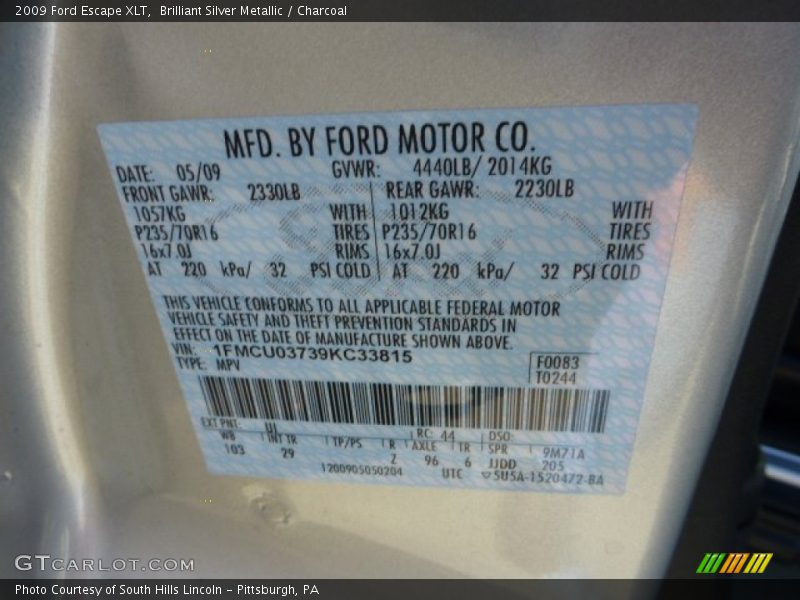 2009 Ford Escape XLT, Brilliant Silver Metallic / Charcoal
MFD. BY FORD MOTOR CO.
DATE: 05/09 GVWR: 4440LB/ 2014KG
FRONT GAWR: 2330LB REAR GAWR: 2230LB
1057KG WITH 1012KG WITH
P235/70R16 TIRES P235/70R16 TIRES
16x7.0J RIMS 16x7.0J RIMS
AT 220 kPa/ 32 PSI COLD AT 220 kPa/ 32 PSI COLD
THIS VEHICLE CONFORMS TO ALL APPLICABLE FEDERAL MOTOR
VEHICLE SAFETY AND THEFT PREVENTION STANDARDS IN
EFFECT ON THE DATE OF MANUFACTURE SHOWN ABOVE.
VIN: 1FMCU03739KC33815
TYPE: MPV
F0083
T0244
EXT PNT: UI RC: 44 DSO:
WB INT TR TP/PS R AXLE TR SPR 9M71A
103 29 Z 96 6 JJDD 205
1200905050204 UTC ▽5U5A-1520472-BA
GTCARLOT.COM
Photo Courtesy of South Hills Lincoln - Pittsburgh, PA